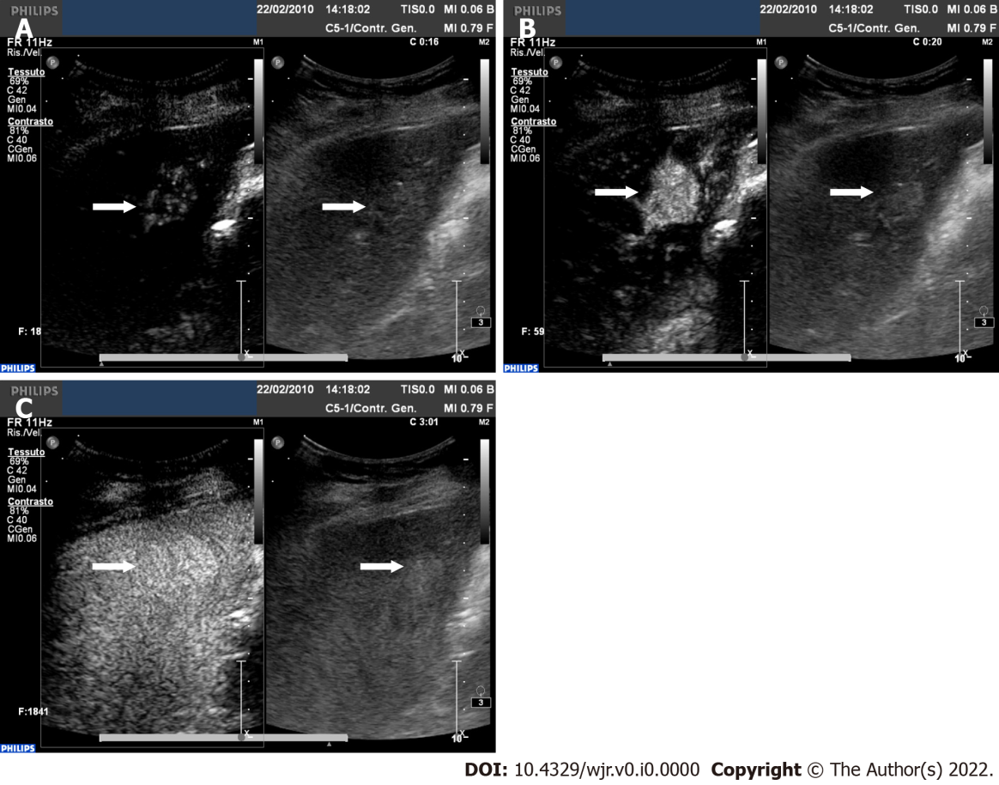 PHILIPS
A
22/02/2010 14:18:02 TIS0.0 MI 0.06 B
C5-1/Contr. Gen. MI 0.79 F
FR 11Hz M1 C 0:16 M2
Ris./Vel.
P P
Tessuto
69%
C 42
Gen
MI0.04
Contrasto
81%
C 40
CGen
MI0.06
3
F: 18
X X
10
PHILIPS
PHILIPS
B
22/02/2010 14:18:02 TIS0.0 MI 0.06 B
C5-1/Contr. Gen. MI 0.79 F
FR 11Hz M1 C 0:20 M2
Ris./Vel.
P P
Tessuto
69%
C 42
Gen
MI0.04
Contrasto
81%
C 40
CGen
MI0.06
3
F: 59
X X
10
PHILIPS
PHILIPS
C
22/02/2010 14:18:02 TIS0.0 MI 0.06 B
C5-1/Contr. Gen. MI 0.79 F
FR 11Hz M1 C 3:01 M2
Ris./Vel.
P P
Tessuto
69%
C 42
Gen
MI0.04
Contrasto
81%
C 40
CGen
MI0.06
3
F:1841
X X
10
PHILIPS
DOI: 10.4329/wjr.v0.i0.0000 Copyright © The Author(s) 2022.